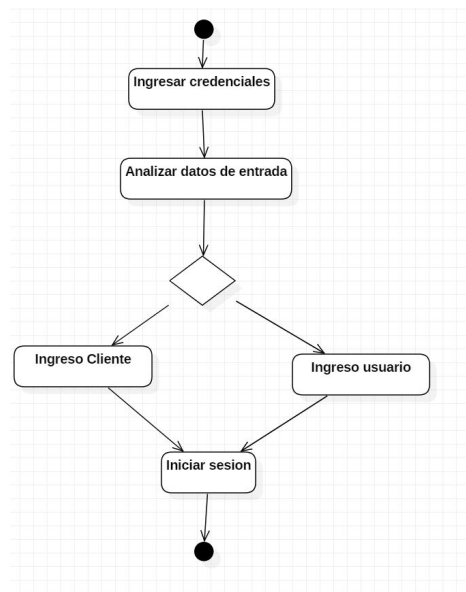 Ingresar credenciales
Analizar datos de entrada
Ingreso Cliente
Ingreso usuario
Iniciar sesion